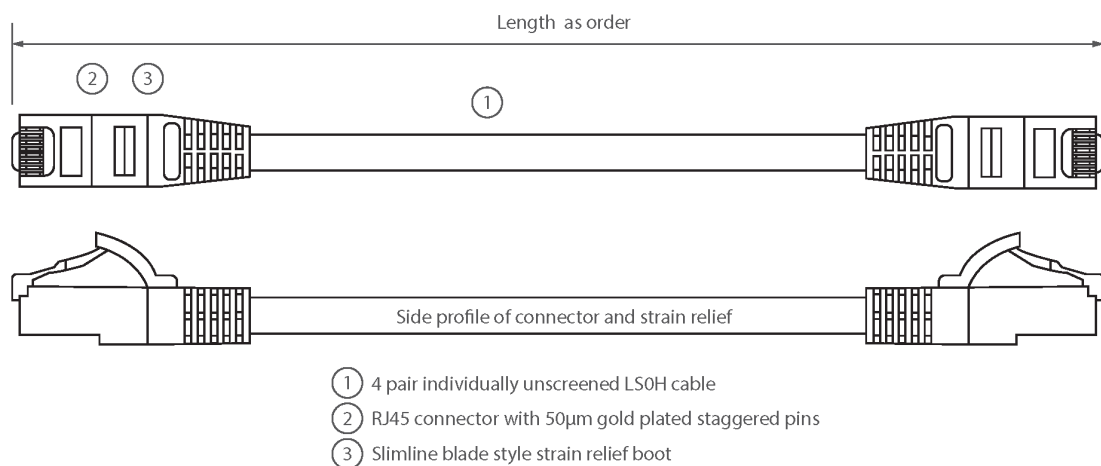 Length as order
2 3
1
Side profile of connector and strain relief
1 4 pair individually unscreened LS0H cable
2 RJ45 connector with 50µm gold plated staggered pins
3 Slimline blade style strain relief boot